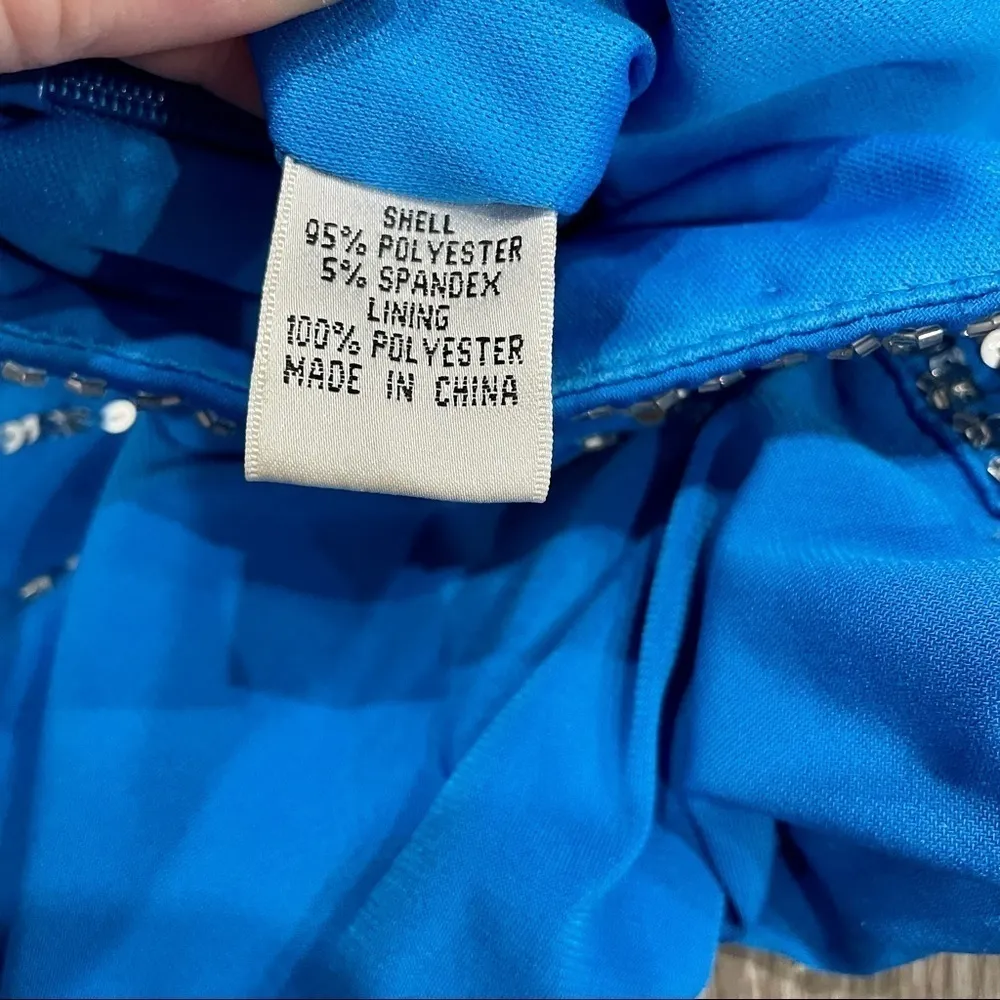 SHELL
95% POLYESTER
5% SPANDEX
LINING
100% POLYESTER
MADE IN CHINA